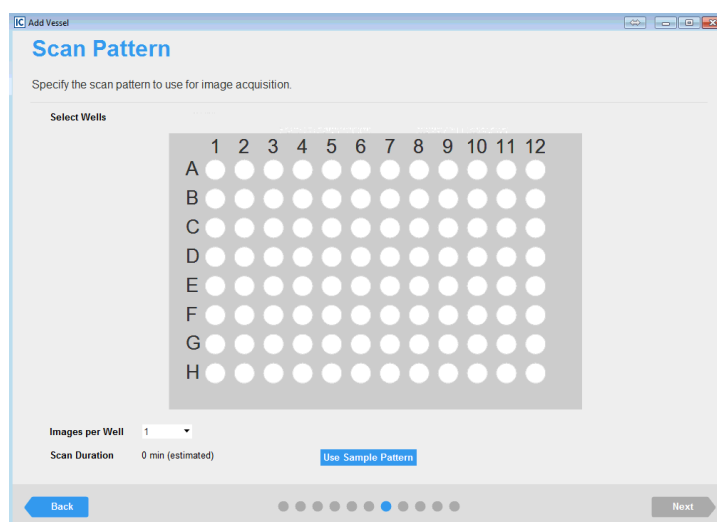 IC Add Vessel
Scan Pattern
Specify the scan pattern to use for image acquisition.
Select Wells
1 2 3 4 5 6 7 8 9 10 11 12
A
B
C
D
E
F
G
H
Images per Well 1
Scan Duration 0 min (estimated)
Use Sample Pattern
Back
Next